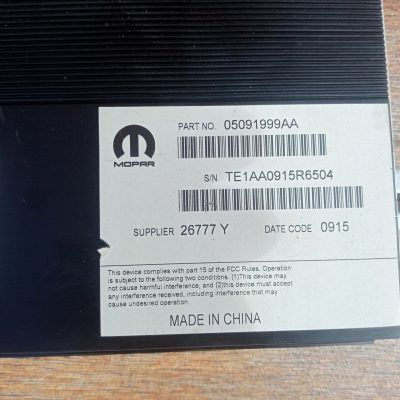 PART NO. 05091999AA
MOPAR
S/N TE1AA0915R6504
SUPPLIER 26777 Y DATE CODE 0915
This device complies with part 15 of the FCC Rules. Operation
is subject to the following two conditions. (1)This device may
not cause harmful interference, and (2)this device must accept
any interference received, including interference that may
cause undesired operation.
MADE IN CHINA